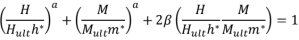 (H/(H_ult h*))^a + (M/(M_ult m*))^a + 2β (H/(H_ult h*) M/(M_ult m*)) = 1